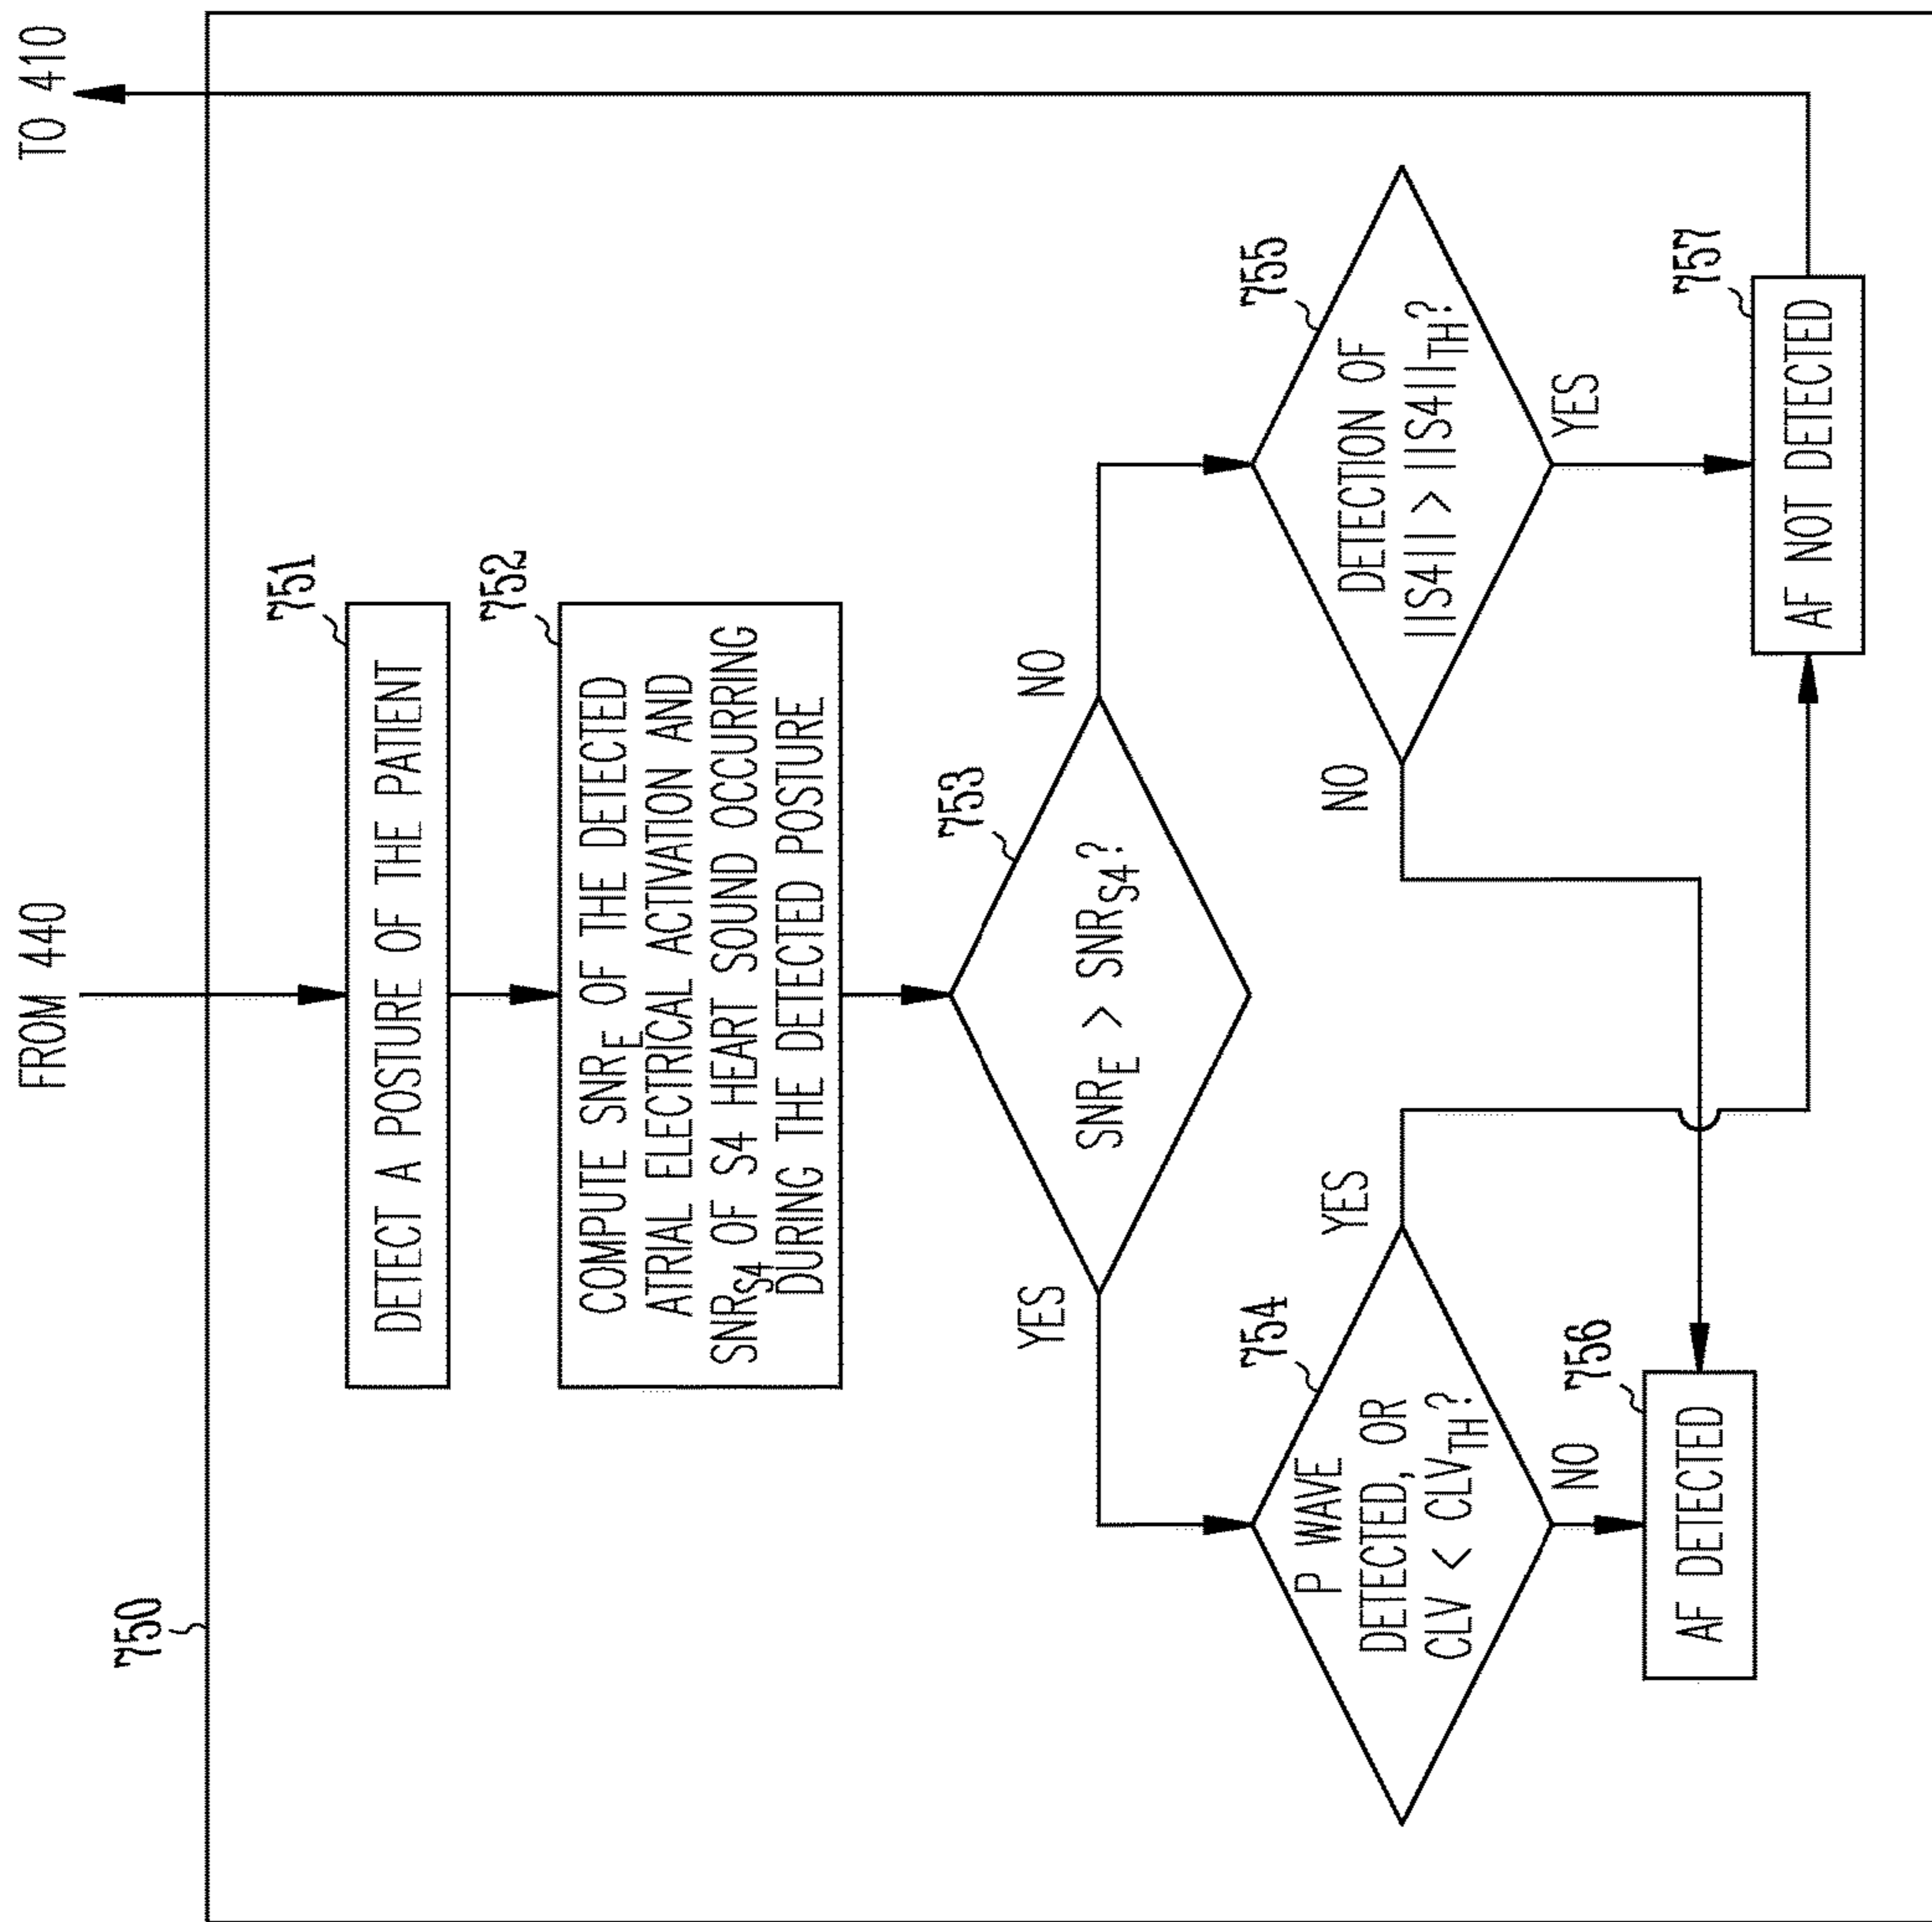 FROM 440
TO 410
750
751
DETECT A POSTURE OF THE PATIENT
752
COMPUTE SNR_E OF THE DETECTED
ATRIAL ELECTRICAL ACTIVATION AND
SNR_S4 OF S4 HEART SOUND OCCURRING
DURING THE DETECTED POSTURE
753
SNR_E > SNR_S4?
YES
NO
754
P WAVE
DETECTED, OR
CLV < CLV_TH?
YES
NO
755
DETECTION OF
||S4|| > ||S4||_TH?
NO
YES
756
AF DETECTED
757
AF NOT DETECTED